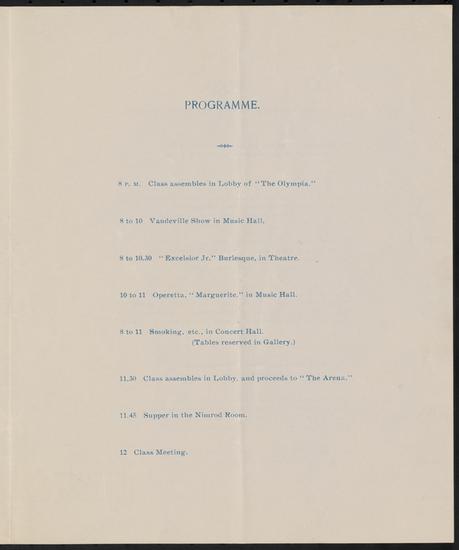 PROGRAMME.
8 P. M. Class assembles in Lobby of "The Olympia."
8 to 10 Vaudeville Show in Music Hall.
8 to 10.30 "Excelsior Jr." Burlesque, in Theatre.
10 to 11 Operetta, "Marguerite," in Music Hall.
8 to 11 Smoking, etc., in Concert Hall.
(Tables reserved in Gallery.)
11.30 Class assembles in Lobby, and proceeds to "The Arena."
11.45 Supper in the Nimrod Room.
12 Class Meeting.